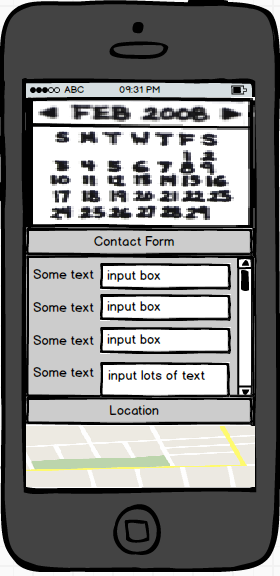 ABC 09:31 PM
FEB 2008
S M T W T F S
1 2
3 4 5 6 7 8 9
10 11 12 13 14 15 16
17 18 19 20 21 22 23
24 25 26 27 28 29
Contact Form
Some text input box
Some text input box
Some text input box
Some text input lots of text
Location